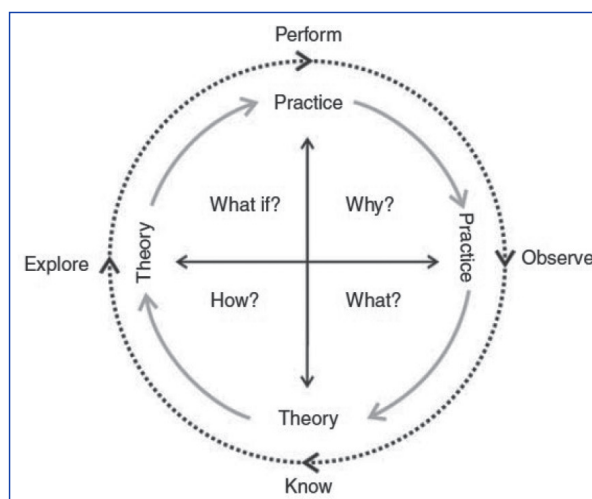 Perform
Practice
What if?
Why?
Theory
Practice
Explore
Observe
How?
What?
Theory
Know